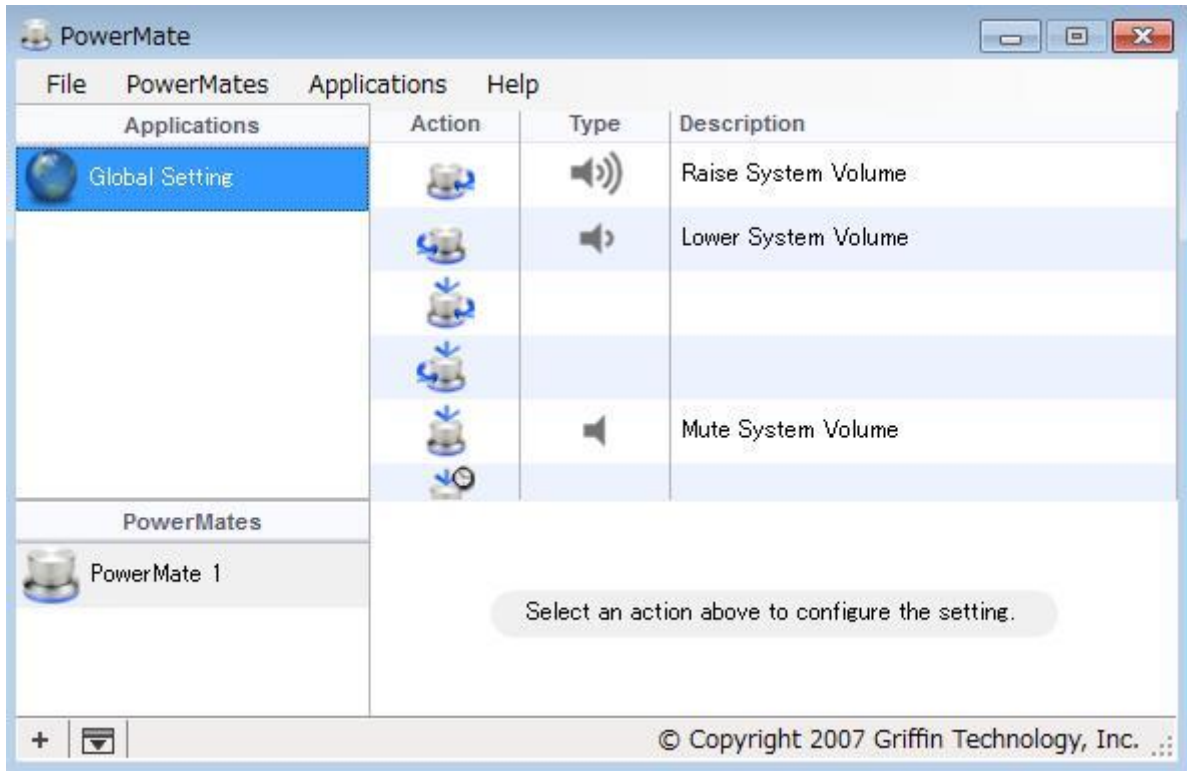 PowerMate
File PowerMates Applications Help
Applications Action Type Description
Global Setting
Raise System Volume
Lower System Volume
Mute System Volume
PowerMates
PowerMate 1
Select an action above to configure the setting.
+ © Copyright 2007 Griffin Technology, Inc.